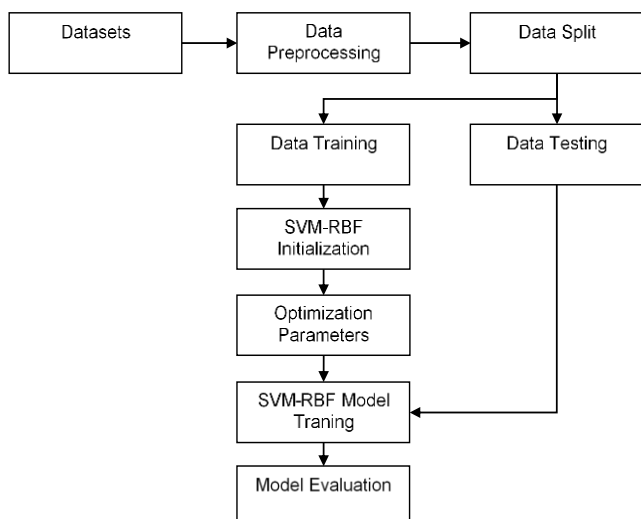 Datasets
Data
Preprocessing
Data Split
Data Training
Data Testing
SVM-RBF
Initialization
Optimization
Parameters
SVM-RBF Model
Traning
Model Evaluation